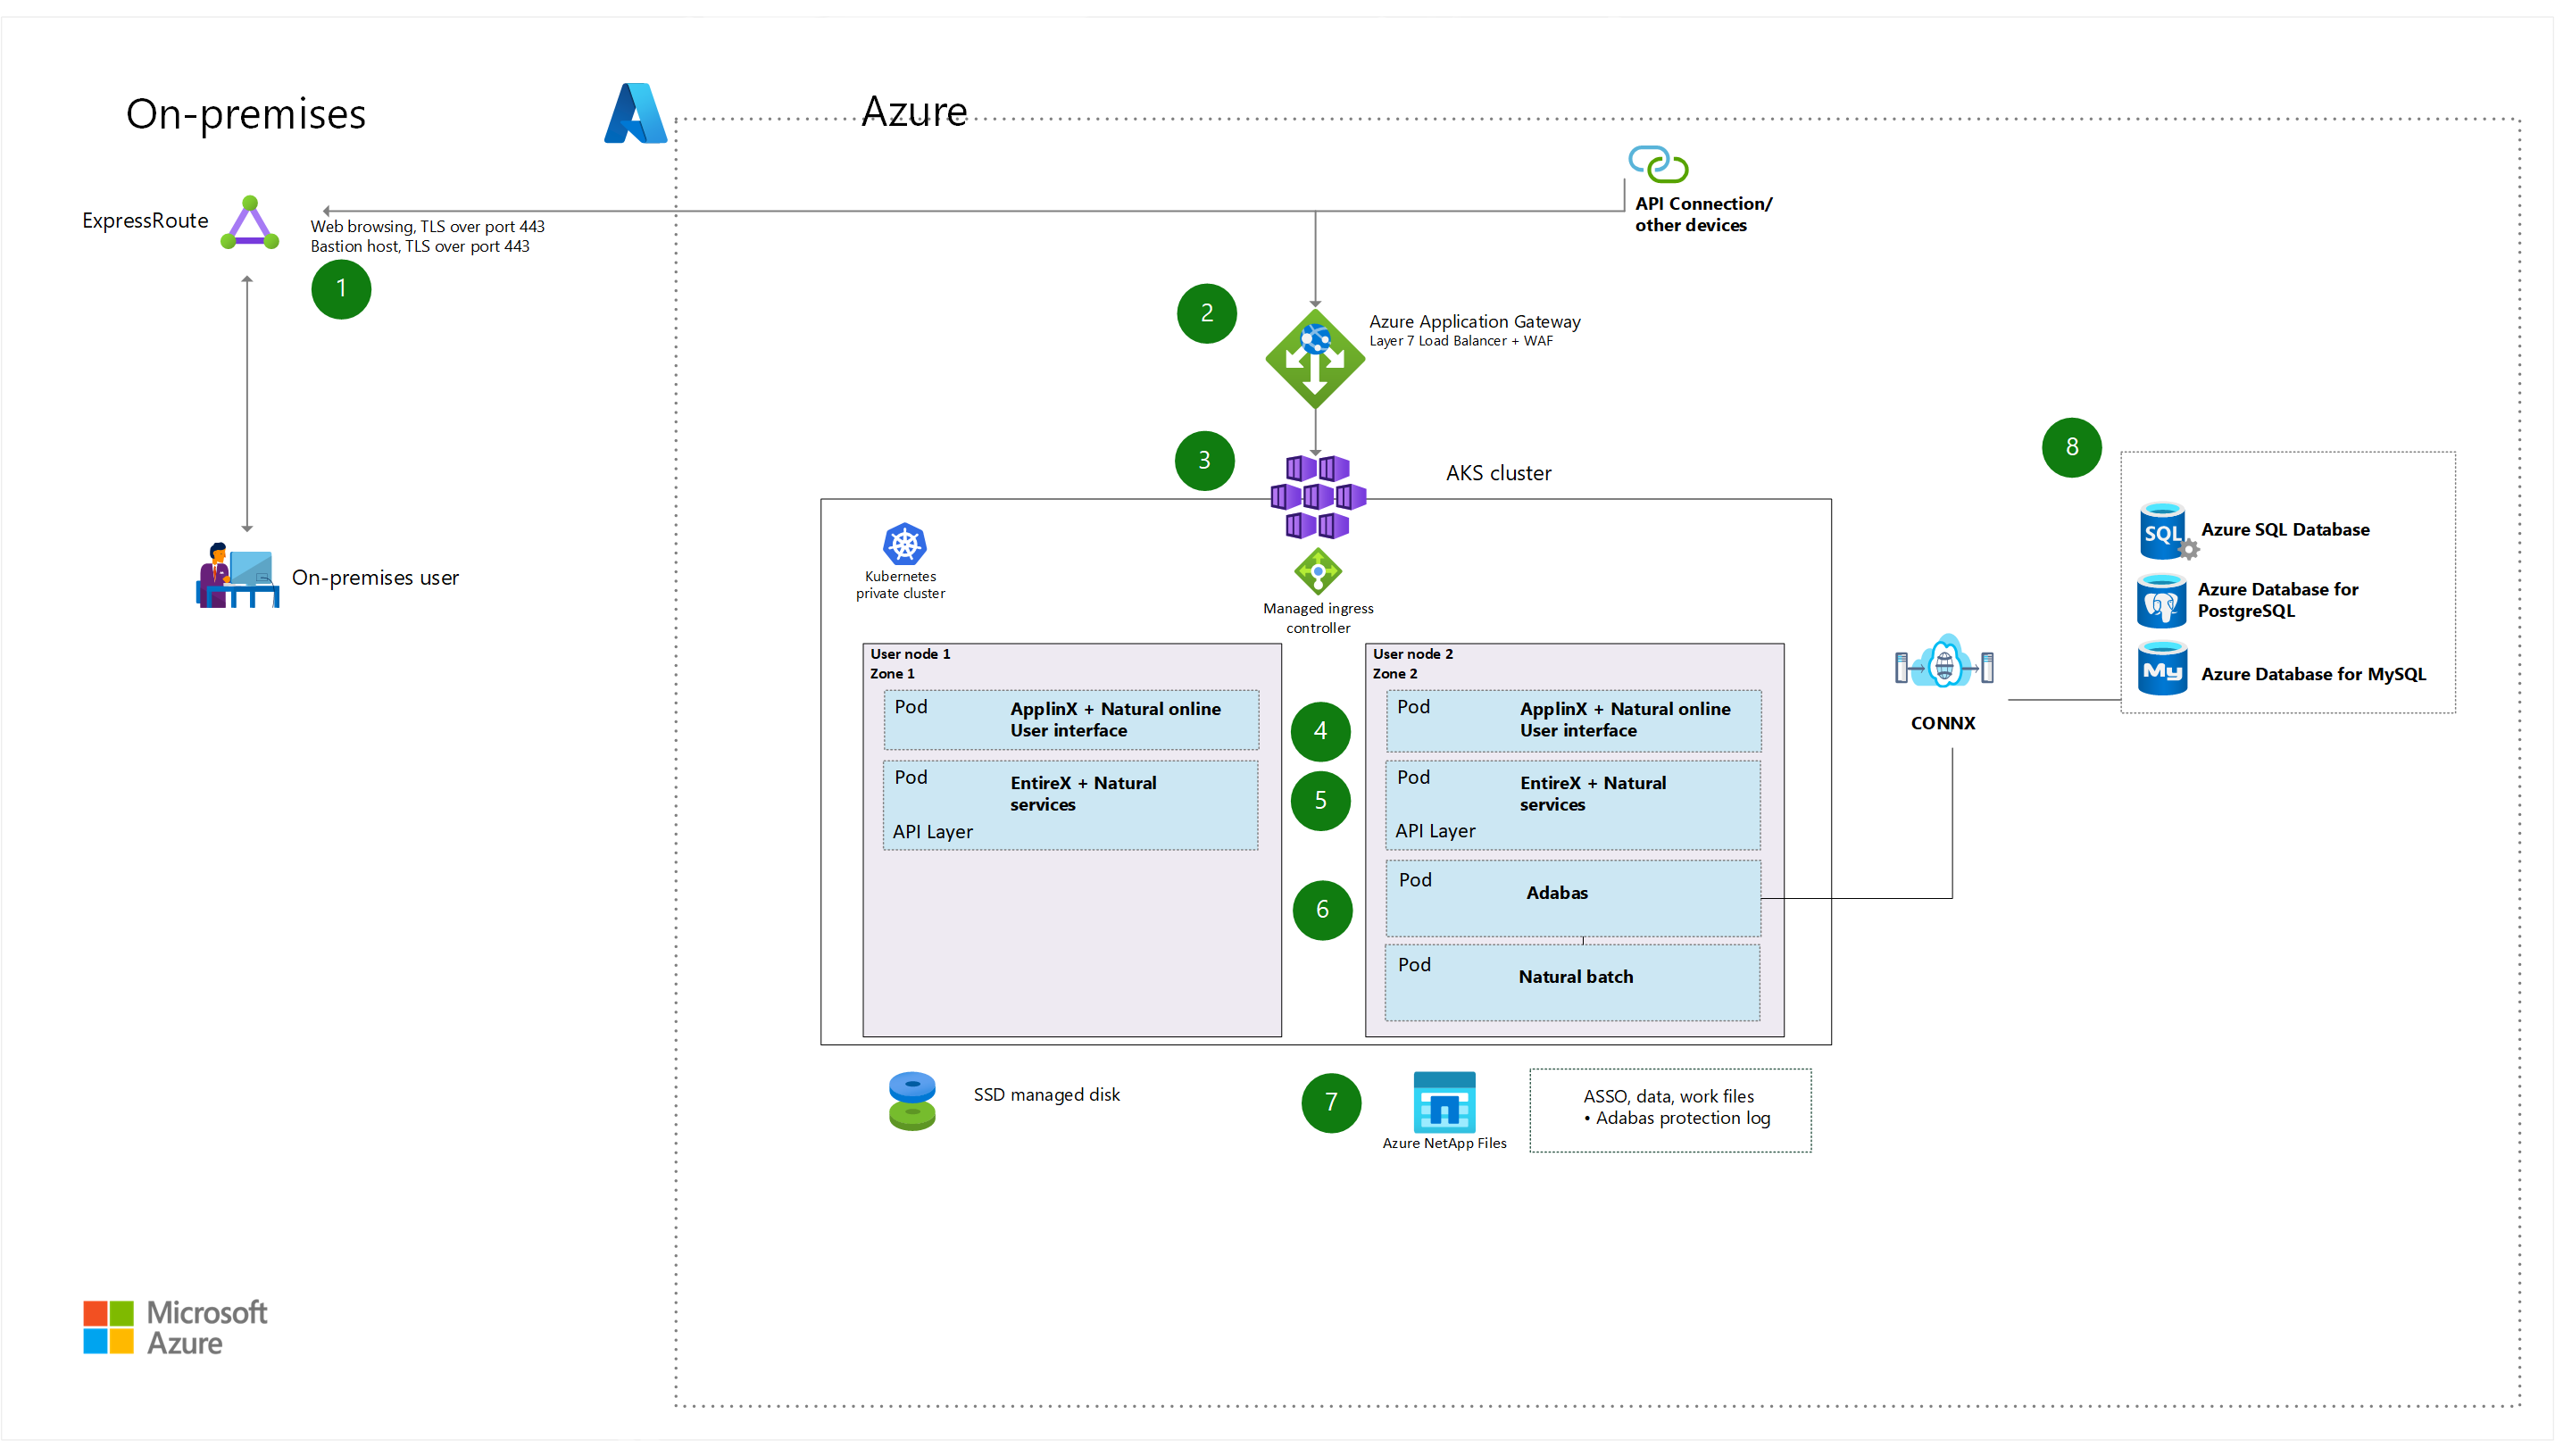 On-premises
Azure
ExpressRoute
Web browsing, TLS over port 443
Bastion host, TLS over port 443
1
On-premises user
API Connection/
other devices
2
Azure Application Gateway
Layer 7 Load Balancer + WAF
3
AKS cluster
Kubernetes
private cluster
Managed ingress
controller
User node 1
Zone 1
Pod
ApplinX + Natural online
User interface
Pod
EntireX + Natural
services
API Layer
4
5
6
User node 2
Zone 2
Pod
ApplinX + Natural online
User interface
Pod
EntireX + Natural
services
API Layer
Pod
Adabas
Pod
Natural batch
CONNX
8
SQL
Azure SQL Database
Azure Database for
PostgreSQL
My
Azure Database for MySQL
SSD managed disk
7
Azure NetApp Files
ASSO, data, work files
• Adabas protection log
Microsoft
Azure